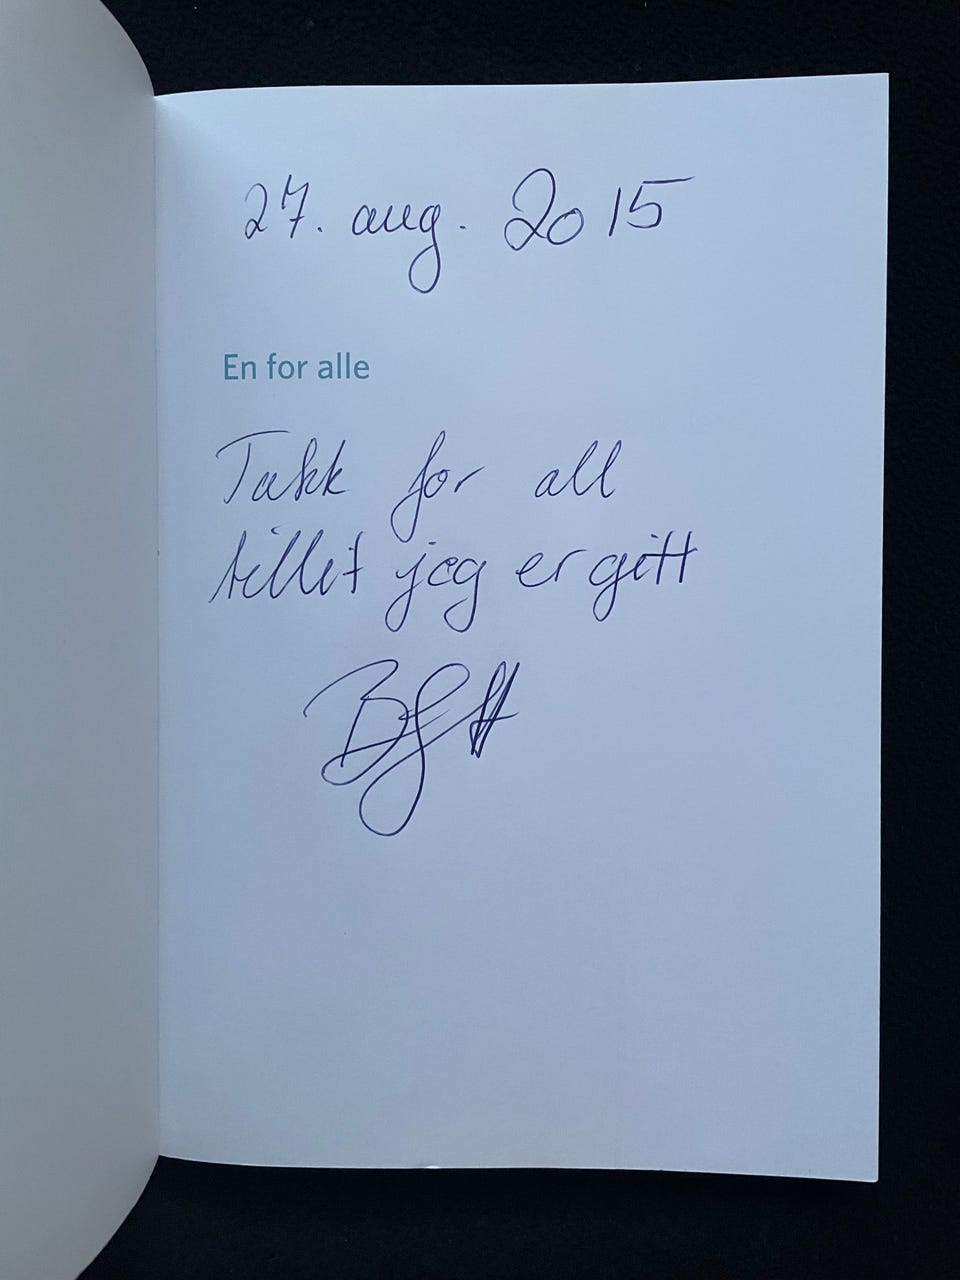 27. aug. 2015
En for alle
Takk for all
tillit jeg er gitt